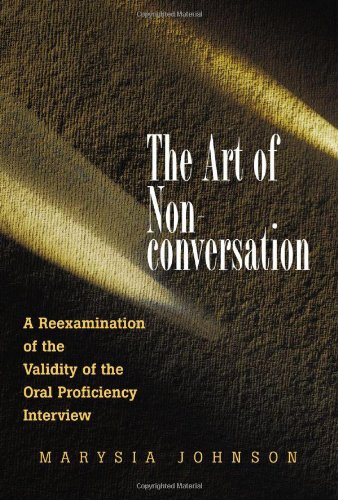 The Art of
Non-
conversation
A Reexamination
of the
Validity of the
Oral Proficiency
Interview
MARYSIA JOHNSON